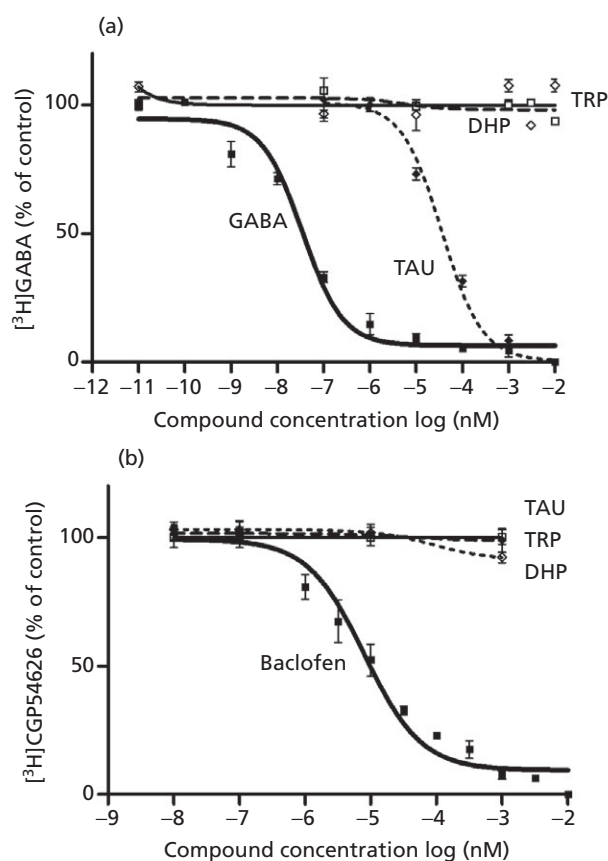 (a)
[³H]GABA (% of control)
100
50
0
GABA
TAU
DHP
TRP
−12 −11 −10 −9 −8 −7 −6 −5 −4 −3 −2
Compound concentration log (nM)
(b)
[³H]CGP54626 (% of control)
100
50
0
Baclofen
TAU
TRP
DHP
−9 −8 −7 −6 −5 −4 −3 −2
Compound concentration log (nM)